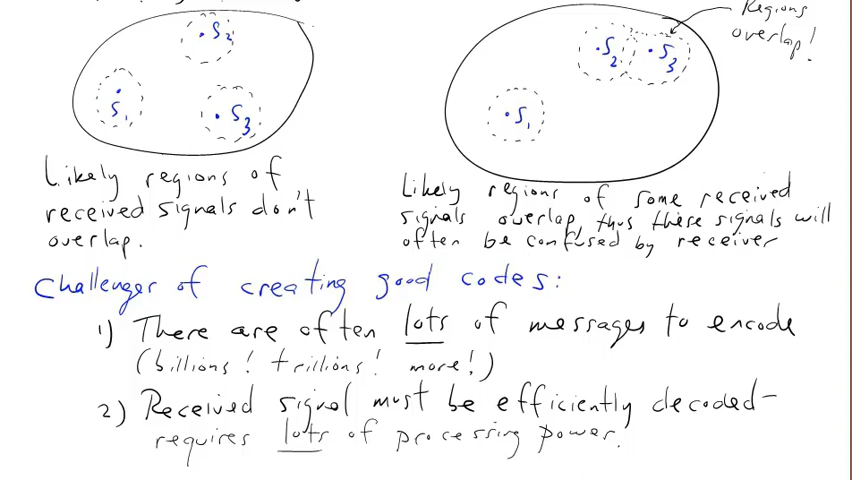 S2
S1
S3
Likely regions of
received signals don't
overlap.
Regions
overlap!
S2
S3
S1
Likely regions of some received
signals overlap, thus these signals will
often be confused by receiver
Challenges of creating good codes:
1) There are often lots of messages to encode
(billions! trillions! more!)
2) Received signal must be efficiently decoded-
requires lots of processing power.